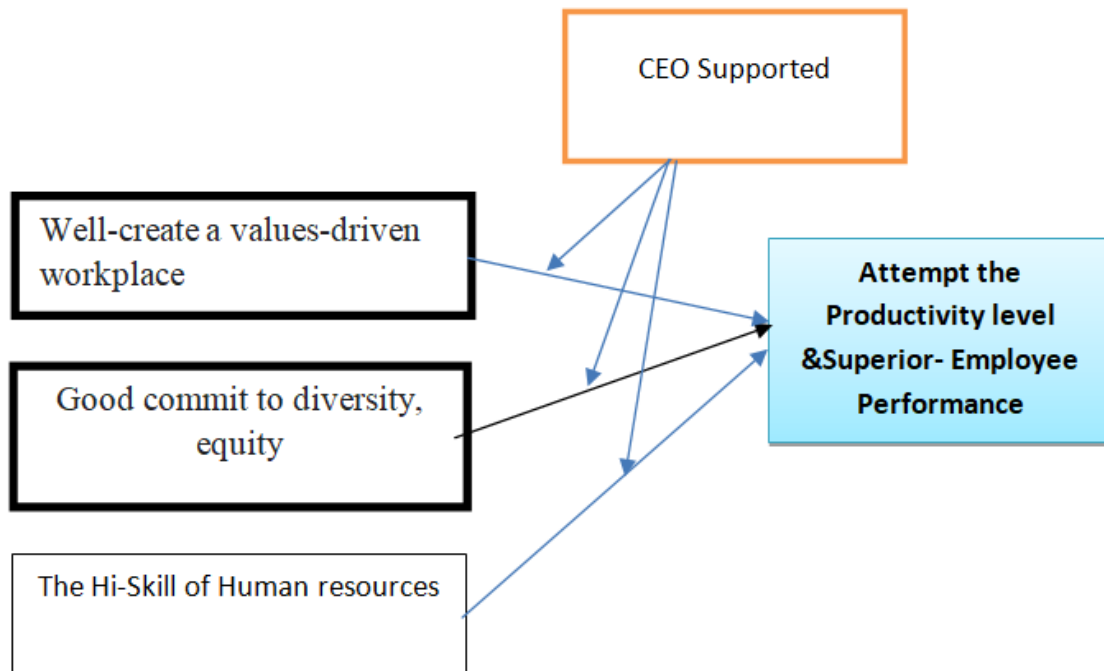 CEO Supported
Well-create a values-driven
workplace
Attempt the
Productivity level
&Superior- Employee
Performance
Good commit to diversity,
equity
The Hi-Skill of Human resources